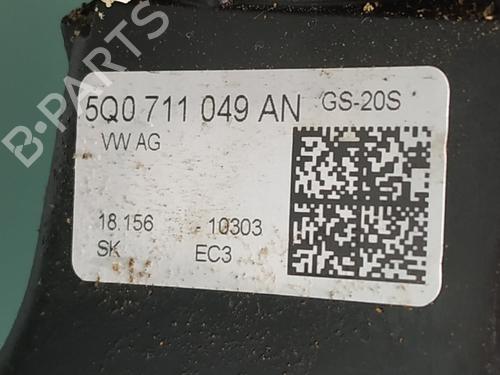 5Q0 711 049 AN GS-20S
VW AG
18.156 - 10303
SK EC3
B-PARTS